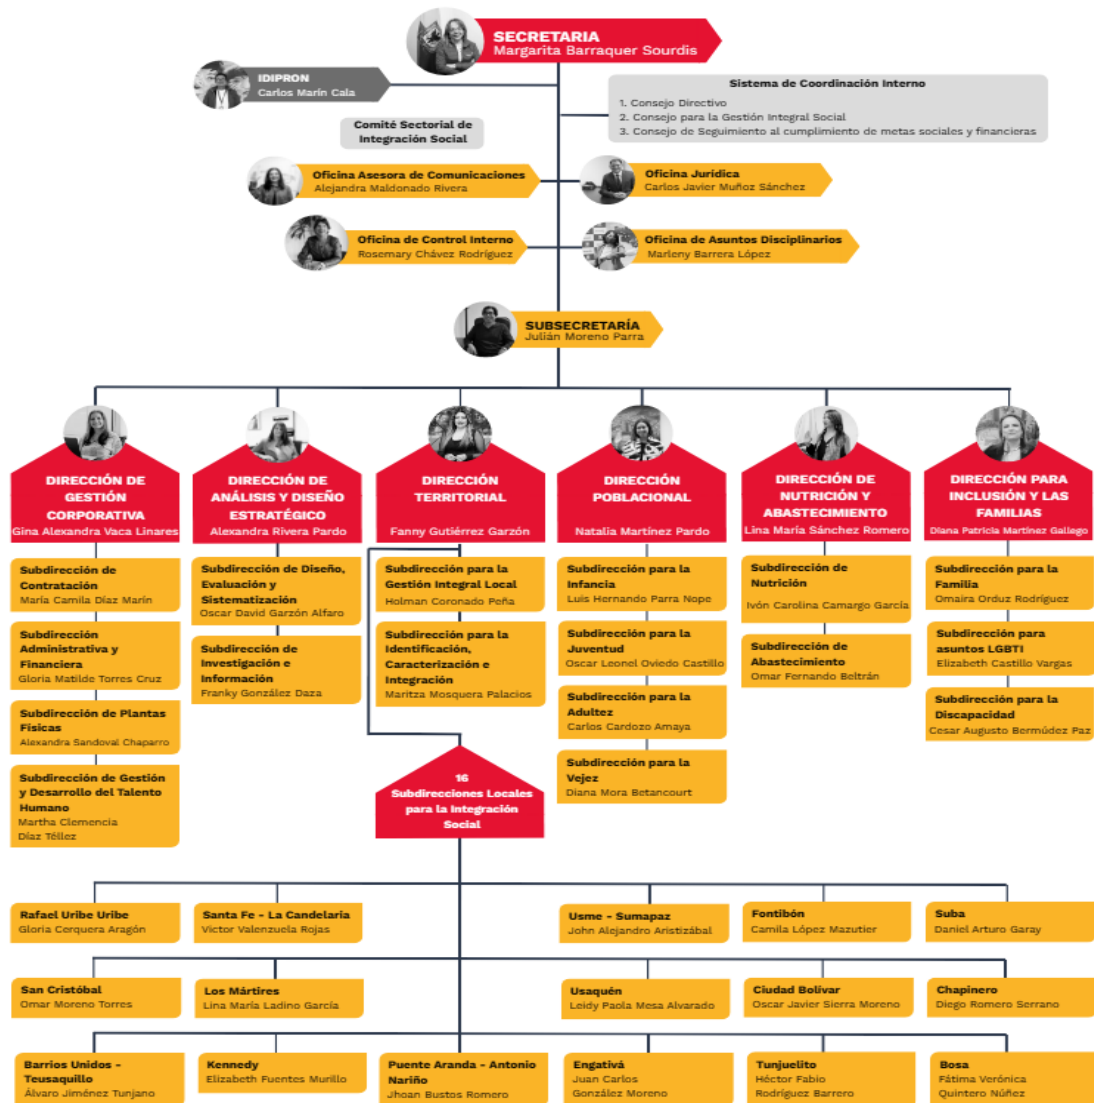 SECRETARIA
Margarita Barraquer Sourdis
IDIPRON
Carlos Marín Cala
Sistema de Coordinación Interno
1. Consejo Directivo
2. Consejo para la Gestión Integral Social
3. Consejo de Seguimiento al cumplimiento de metas sociales y financieras
Comité Sectorial de
Integración Social
Oficina Asesora de Comunicaciones
Alejandra Maldonado Rivera
Oficina Jurídica
Carlos Javier Muñoz Sánchez
Oficina de Control Interno
Rosemary Chávez Rodríguez
Oficina de Asuntos Disciplinarios
Marleny Barrera López
SUBSECRETARÍA
Julián Moreno Parra
DIRECCIÓN DE
GESTIÓN
CORPORATIVA
Gina Alexandra Vaca Linares
Subdirección de
Contratación
María Camila Díaz Marín
Subdirección
Administrativa y
Financiera
Gloria Matilde Torres Cruz
Subdirección de Plantas
Físicas
Alexandra Sandoval Chaparro
Subdirección de Gestión
y Desarrollo del Talento
Humano
Martha Clemencia
Díaz Téllez
DIRECCIÓN DE
ANÁLISIS Y DISEÑO
ESTRATÉGICO
Alexandra Rivera Pardo
Subdirección de Diseño,
Evaluación y
Sistematización
Oscar David Garzón Alfaro
Subdirección de
Investigación e
Información
Franky González Daza
DIRECCIÓN
TERRITORIAL
Fanny Gutiérrez Garzón
Subdirección para la
Gestión Integral Local
Holman Coronado Peña
Subdirección para la
Identificación,
Caracterización e
Integración
Maritza Mosquera Palacios
DIRECCIÓN
POBLACIONAL
Natalia Martínez Pardo
Subdirección para la
Infancia
Luis Hernando Parra Nope
Subdirección para la
Juventud
Oscar Leonel Oviedo Castillo
Subdirección para la
Adultez
Carlos Cardozo Amaya
Subdirección para la
Vejez
Diana Mora Betancourt
DIRECCIÓN DE
NUTRICIÓN Y
ABASTECIMIENTO
Lina María Sánchez Romero
Subdirección de
Nutrición
Ivón Carolina Camargo García
Subdirección de
Abastecimiento
Omar Fernando Beltrán
DIRECCIÓN PARA
INCLUSIÓN Y LAS
FAMILIAS
Diana Patricia Martínez Gallego
Subdirección para la
Familia
Omaira Orduz Rodríguez
Subdirección para
asuntos LGBTI
Elizabeth Castillo Vargas
Subdirección para la
Discapacidad
Cesar Augusto Bermúdez Paz
16
Subdirecciones Locales
para la Integración
Social
Rafael Uribe Uribe
Gloria Cerquera Aragón
Santa Fe - La Candelaria
Victor Valenzuela Rojas
Usme - Sumapaz
John Alejandro Aristizábal
Fontibón
Camila López Mazutier
Suba
Daniel Arturo Garay
San Cristóbal
Omar Moreno Torres
Los Mártires
Lina María Ladino García
Usaquén
Leidy Paola Mesa Alvarado
Ciudad Bolívar
Oscar Javier Sierra Moreno
Chapinero
Diego Romero Serrano
Barrios Unidos -
Teusaquillo
Álvaro Jiménez Tunjano
Kennedy
Elizabeth Fuentes Murillo
Puente Aranda - Antonio
Nariño
Jhoan Bustos Romero
Engativá
Juan Carlos
González Moreno
Tunjuelito
Héctor Fabio
Rodríguez Barrero
Bosa
Fátima Verónica
Quintero Núñez